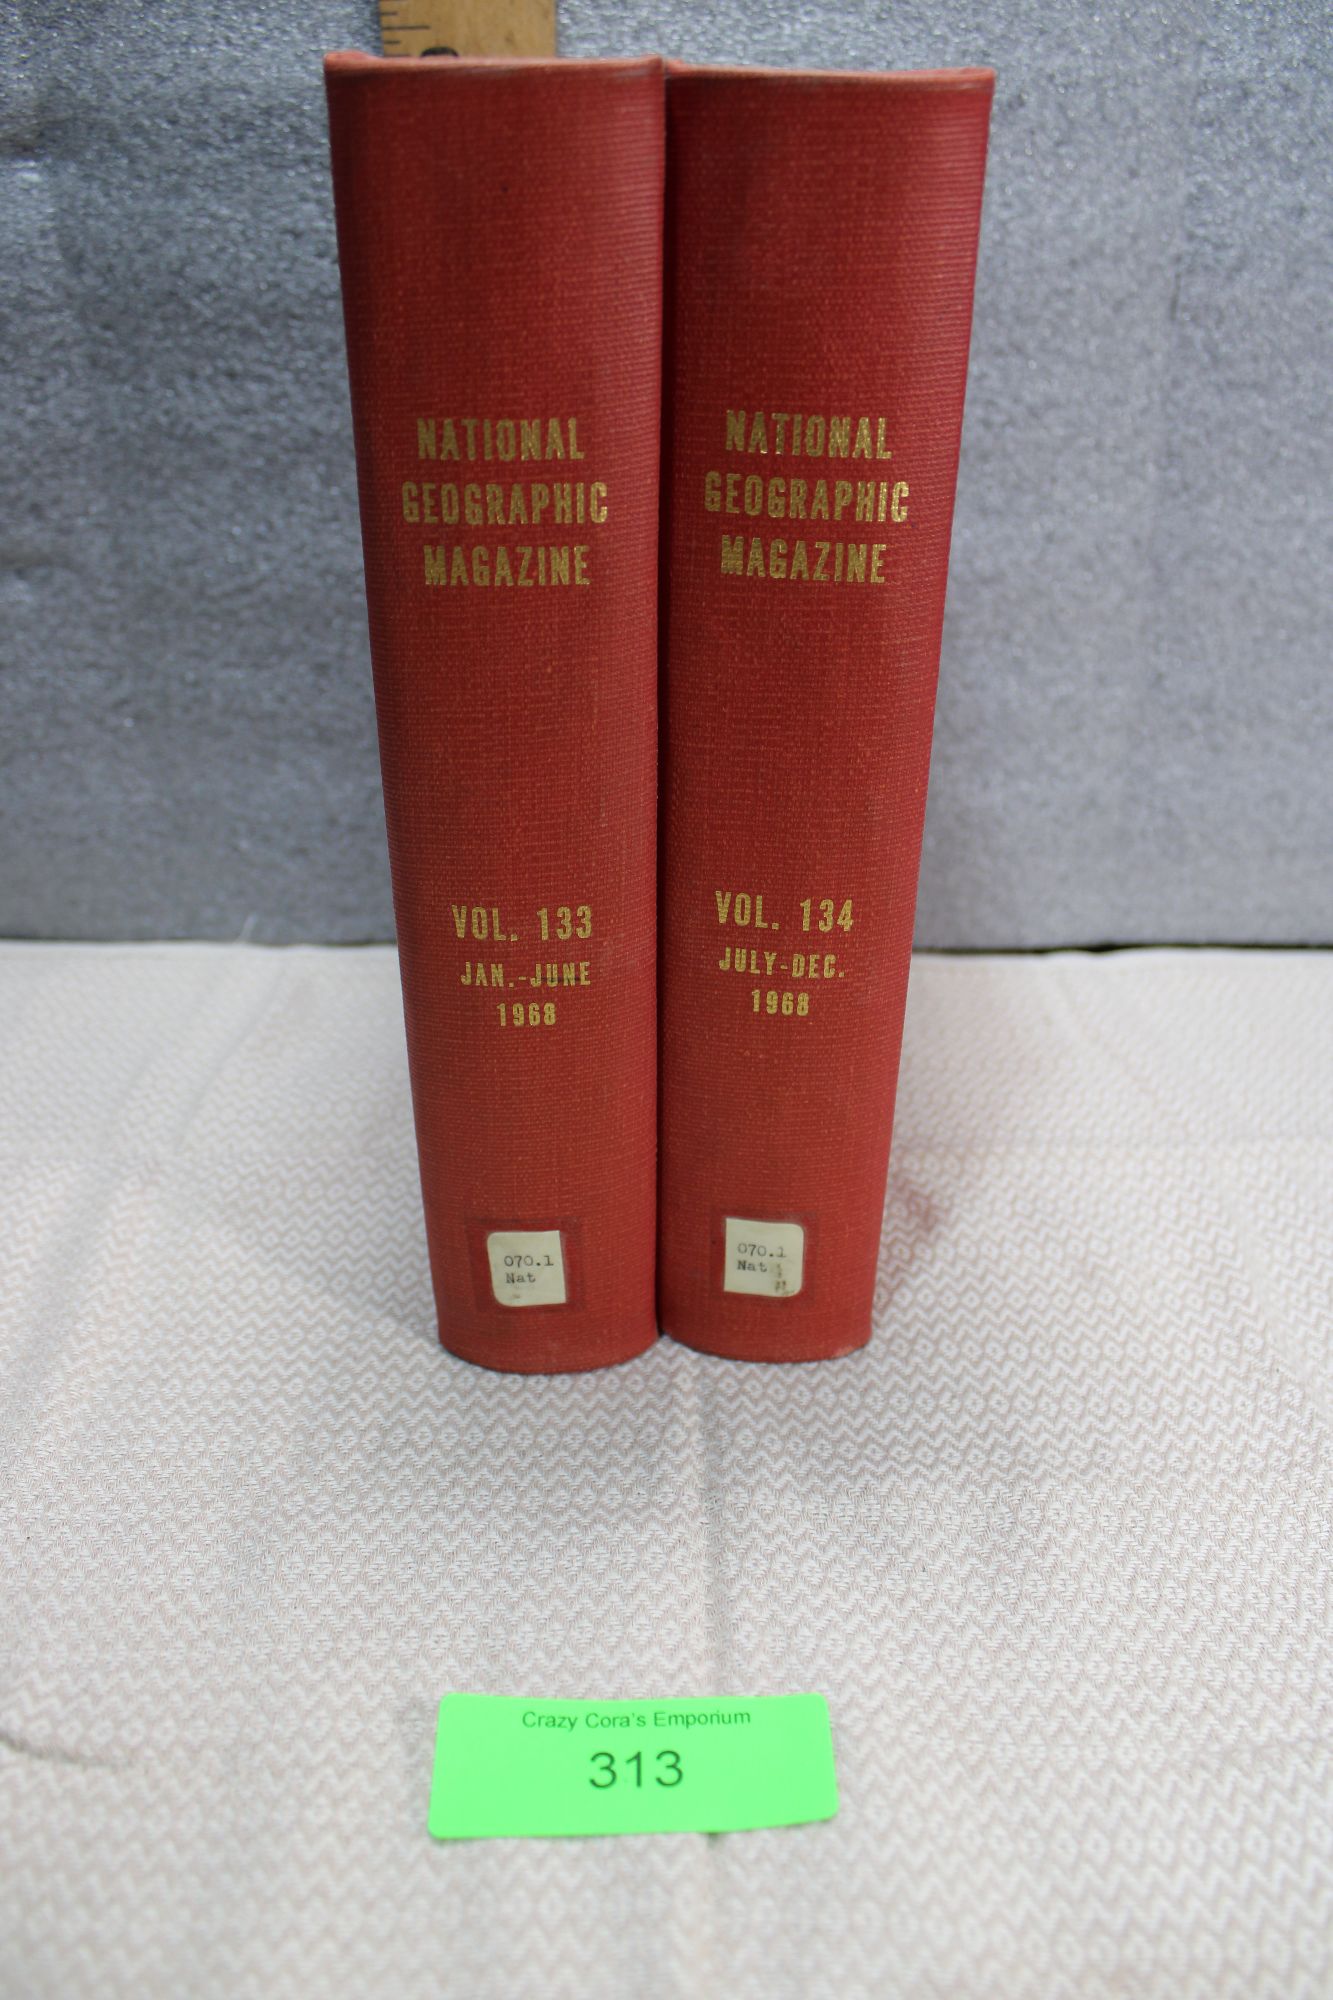 NATIONAL
GEOGRAPHIC
MAGAZINE
VOL. 133
JAN.-JUNE
1968
070.1
Nat
NATIONAL
GEOGRAPHIC
MAGAZINE
VOL. 134
JULY-DEC.
1968
070.1
Nat
Crazy Cora's Emporium
313